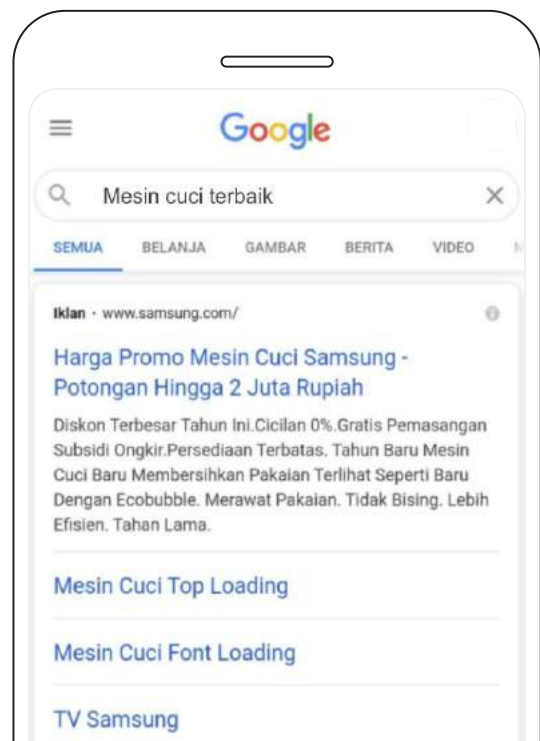 Google
Mesin cuci terbaik
SEMUA BELANJA GAMBAR BERITA VIDEO
Iklan · www.samsung.com/
Harga Promo Mesin Cuci Samsung -
Potongan Hingga 2 Juta Rupiah
Diskon Terbesar Tahun Ini.Cicilan 0%.Gratis Pemasangan
Subsidi Ongkir.Persediaan Terbatas. Tahun Baru Mesin
Cuci Baru Membersihkan Pakaian Terlihat Seperti Baru
Dengan Ecobubble. Merawat Pakaian. Tidak Bising. Lebih
Efisien. Tahan Lama.
Mesin Cuci Top Loading
Mesin Cuci Font Loading
TV Samsung